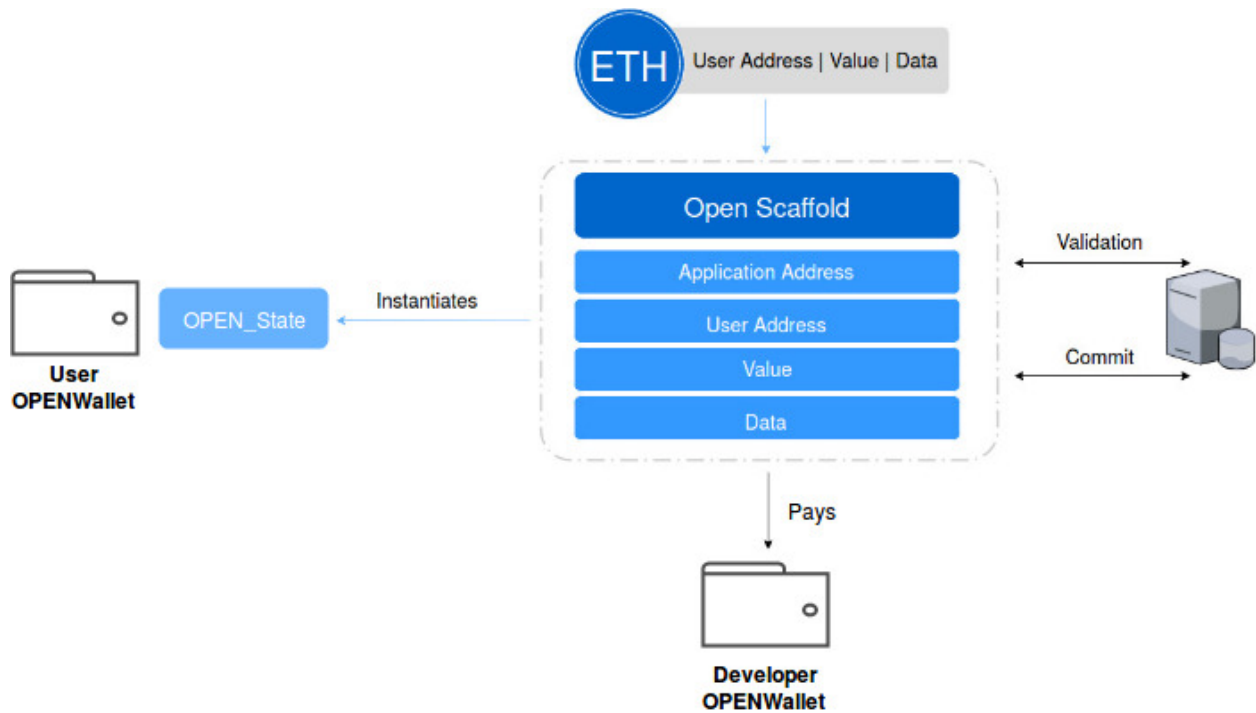 ETH
User Address | Value | Data
Open Scaffold
Application Address
User Address
Value
Data
Validation
Commit
Instantiates
OPEN_State
User
OPENWallet
Pays
Developer
OPENWallet